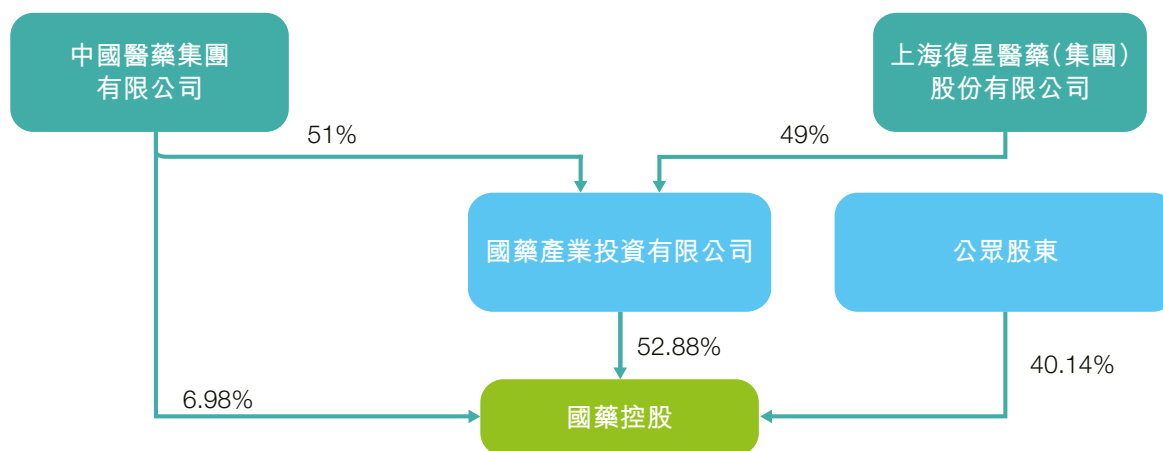 中國醫藥集團
有限公司
上海復星醫藥(集團)
股份有限公司
51%
49%
國藥產業投資有限公司
公眾股東
52.88%
40.14%
6.98%
國藥控股